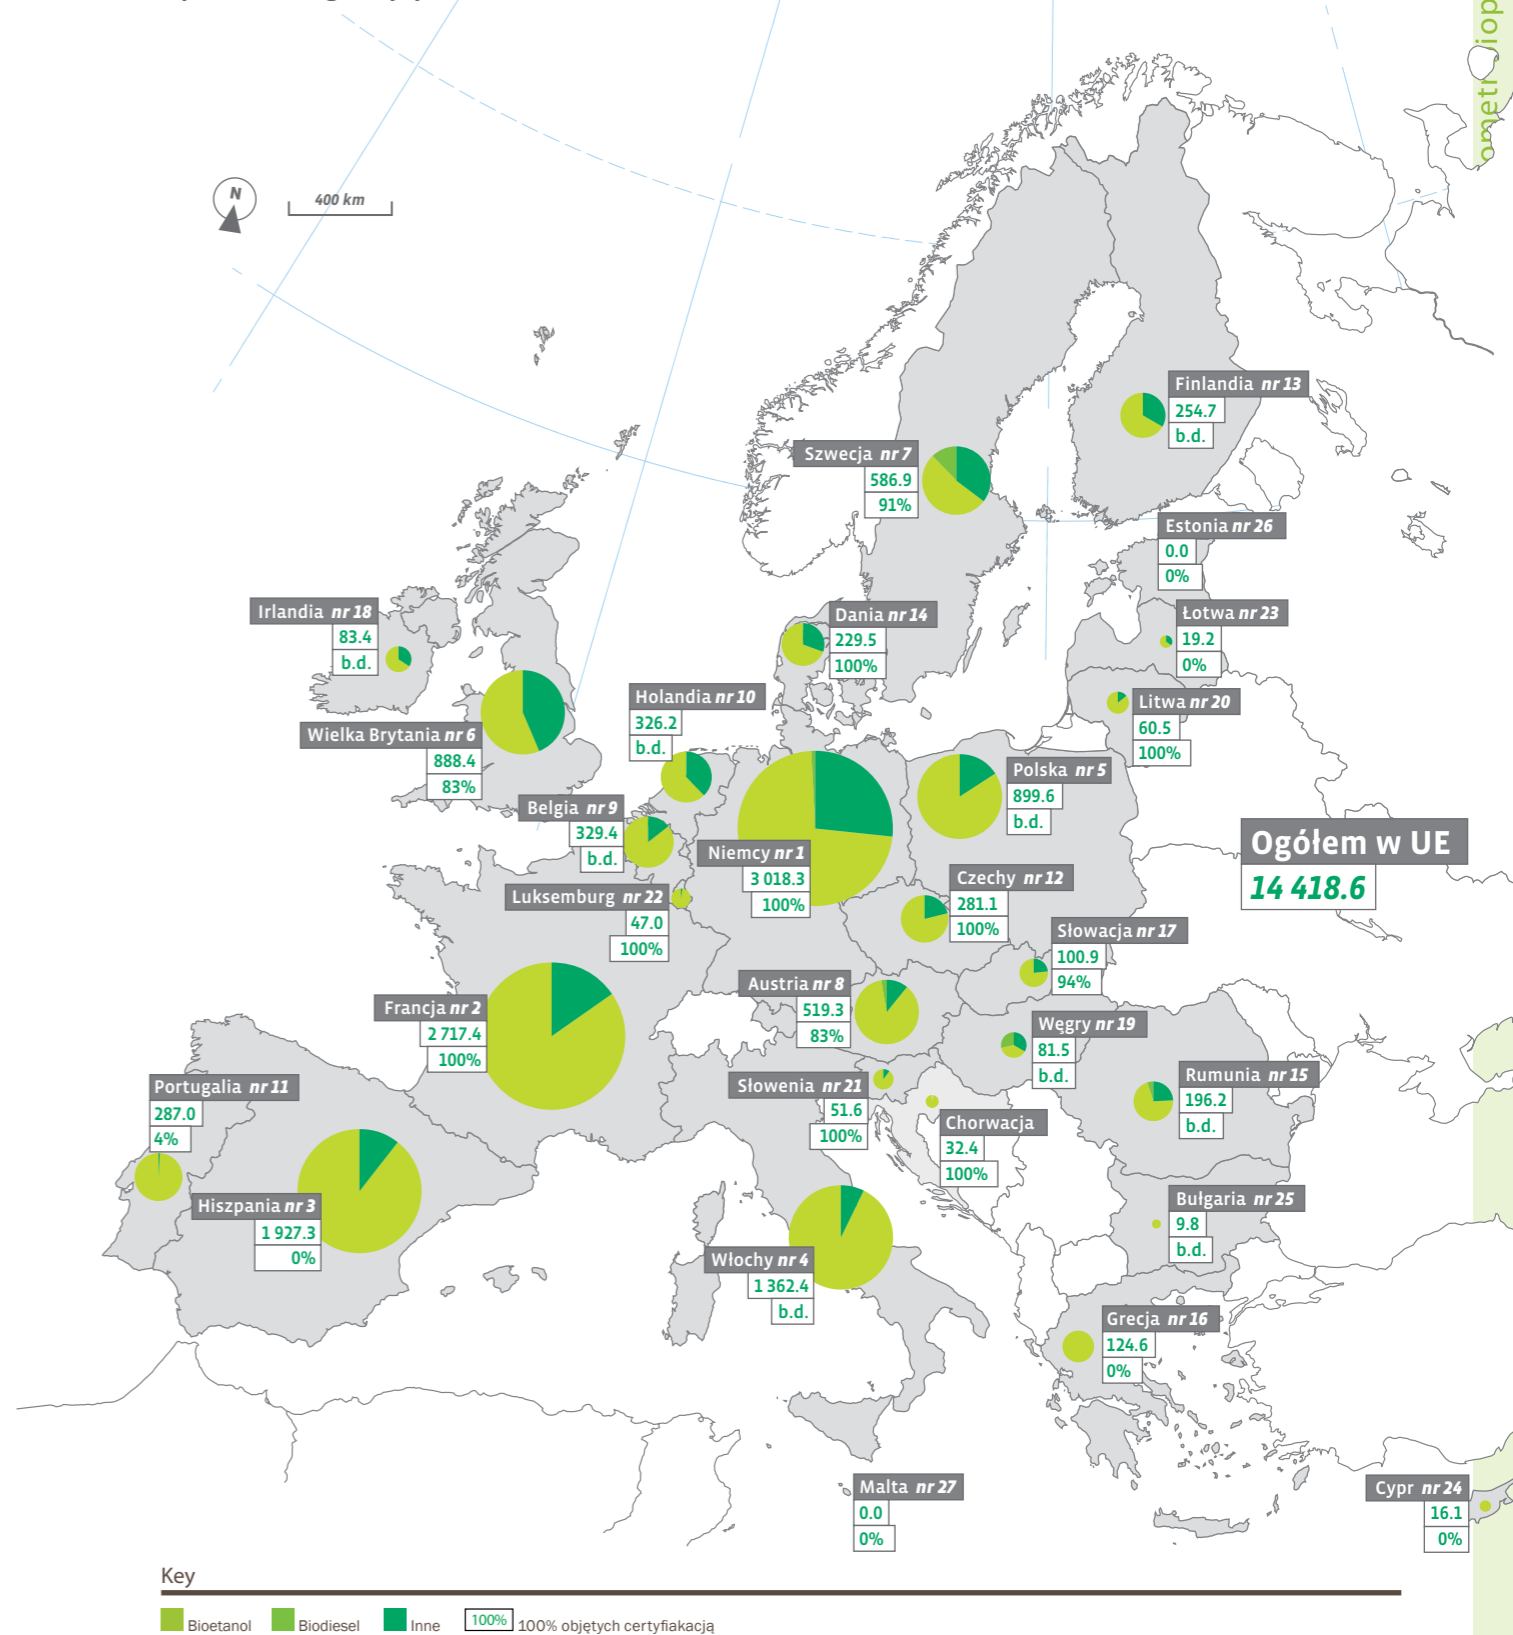 N
400 km
Finlandia nr 13
254.7
b.d.
Szwecja nr 7
586.9
91%
Estonia nr 26
0.0
0%
Irlandia nr 18
83.4
b.d.
Dania nr 14
229.5
100%
Łotwa nr 23
19.2
0%
Holandia nr 10
326.2
b.d.
Litwa nr 20
60.5
100%
Wielka Brytania nr 6
888.4
83%
Polska nr 5
899.6
b.d.
Belgia nr 9
329.4
b.d.
Niemcy nr 1
3 018.3
100%
Ogółem w UE
14 418.6
Luksemburg nr 22
47.0
100%
Czechy nr 12
281.1
100%
Słowacja nr 17
100.9
94%
Francja nr 2
2 717.4
100%
Austria nr 8
519.3
83%
Węgry nr 19
81.5
b.d.
Portugalia nr 11
287.0
4%
Słowenia nr 21
51.6
100%
Rumunia nr 15
196.2
b.d.
Chorwacja
32.4
100%
Hiszpania nr 3
1 927.3
0%
Bułgaria nr 25
9.8
b.d.
Włochy nr 4
1 362.4
b.d.
Grecja nr 16
124.6
0%
Malta nr 27
0.0
0%
Cypr nr 24
16.1
0%
Key
Bioetanol Biodiesel Inne 100% 100% objętych certyfiakacją